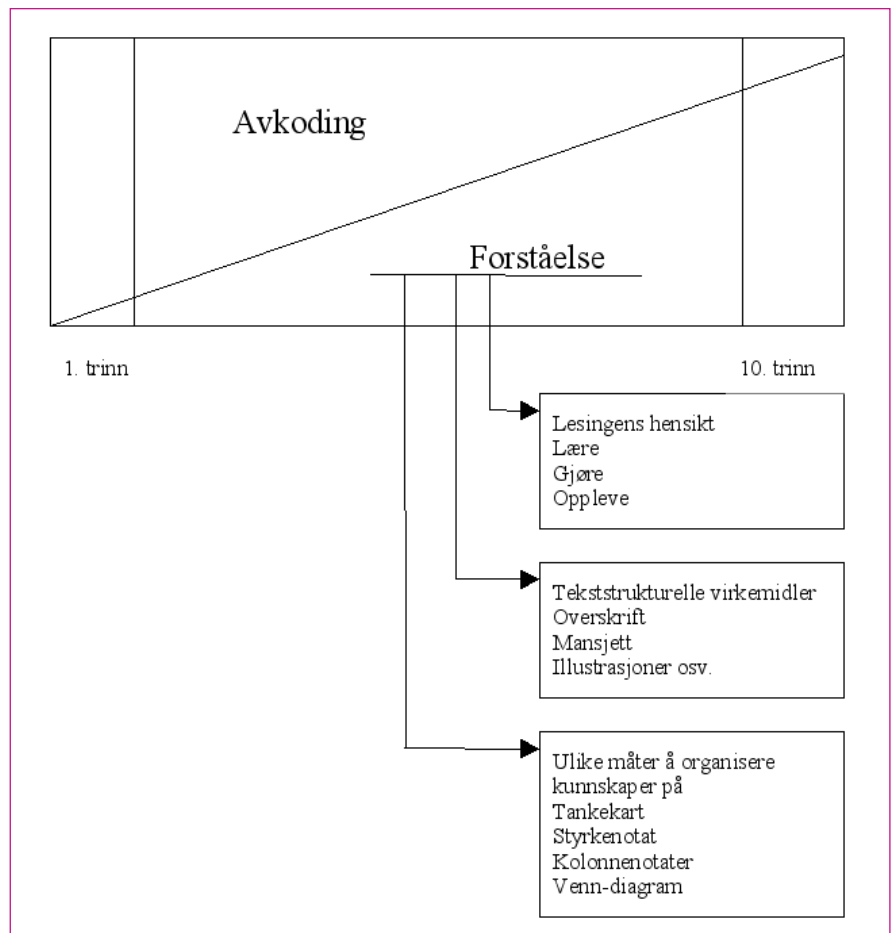 Avkoding
Forståelse
1. trinn
10. trinn
Lesingens hensikt
Lære
Gjøre
Oppleve
Tekststrukturelle virkemidler
Overskrift
Mansjett
Illustrasjoner osv.
Ulike måter å organisere
kunnskaper på
Tankekart
Styrkenotat
Kolonnenotater
Venn-diagram